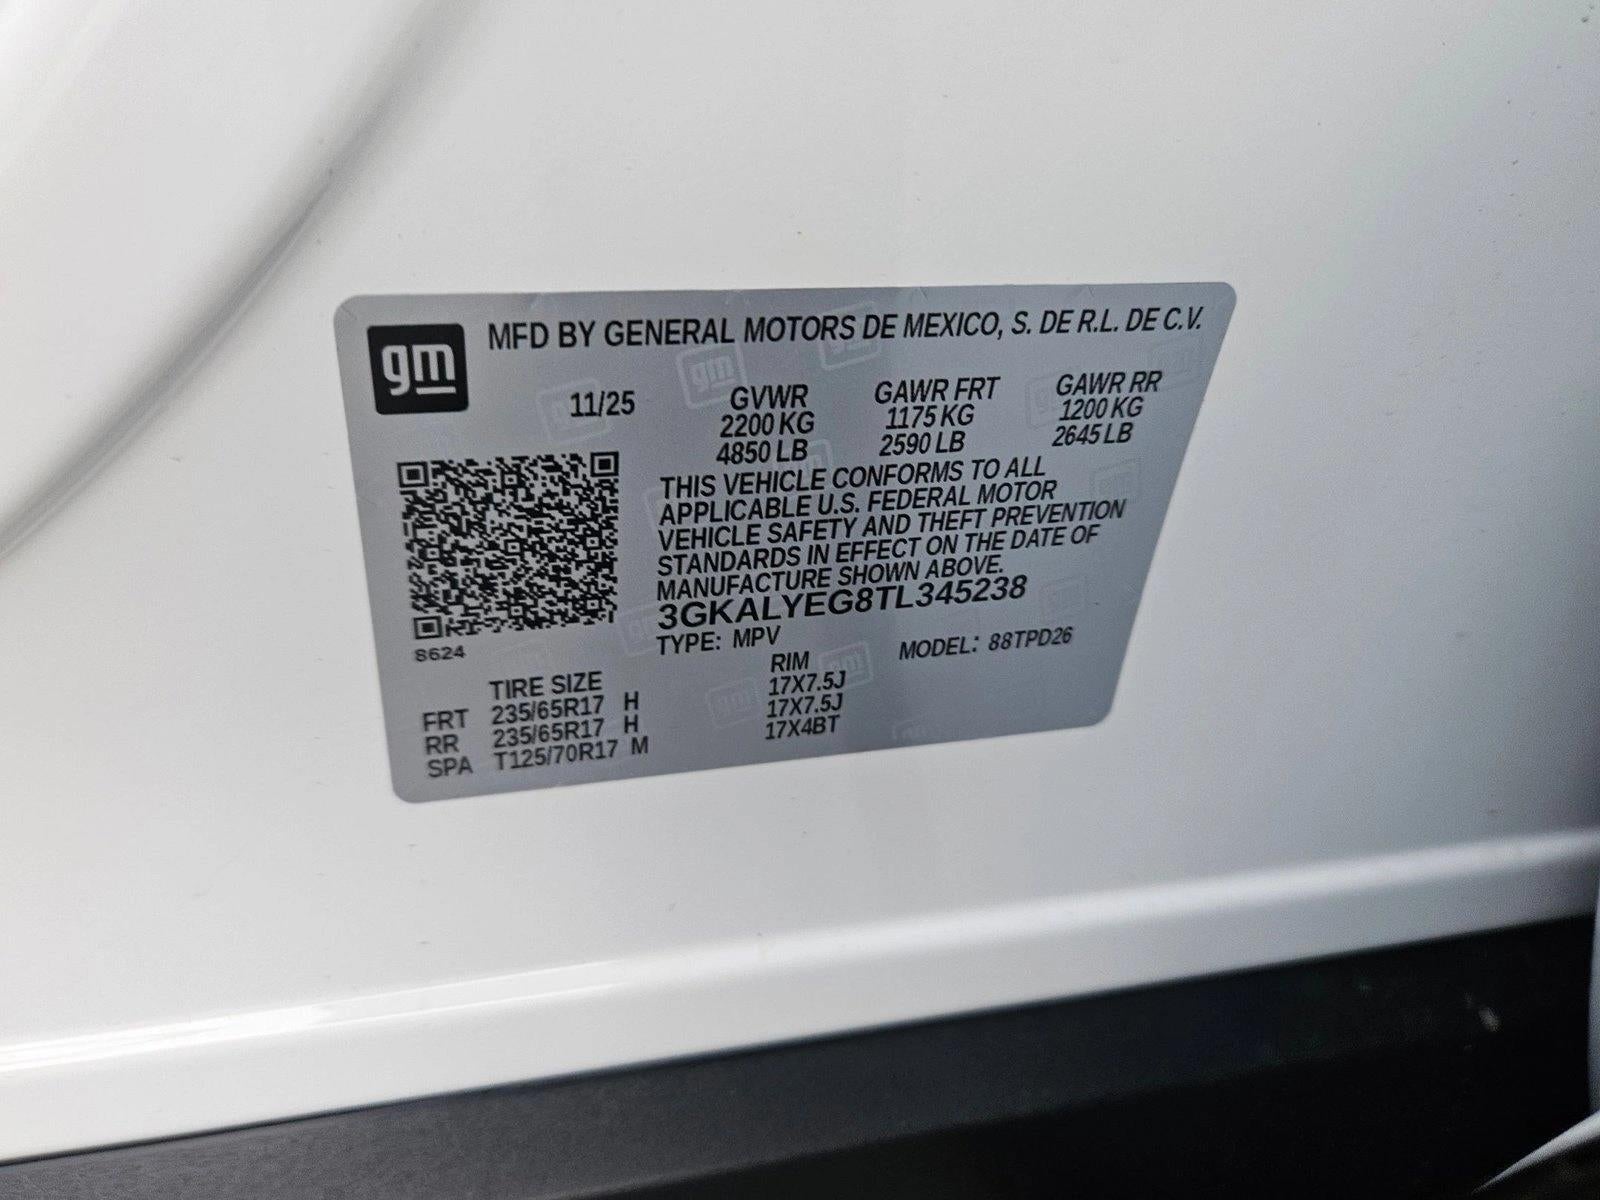 gm
MFD BY GENERAL MOTORS DE MEXICO, S. DE R.L. DE C.V.
11/25 GVWR GAWR FRT GAWR RR
2200 KG 1175 KG 1200 KG
4850 LB 2590 LB 2645 LB
THIS VEHICLE CONFORMS TO ALL
APPLICABLE U.S. FEDERAL MOTOR
VEHICLE SAFETY AND THEFT PREVENTION
STANDARDS IN EFFECT ON THE DATE OF
MANUFACTURE SHOWN ABOVE.
3GKALYEG8TL345238
TYPE: MPV MODEL: 88TPD26
8624
TIRE SIZE RIM
FRT 235/65R17 H 17X7.5J
RR 235/65R17 H 17X7.5J
SPA T125/70R17 M 17X4BT